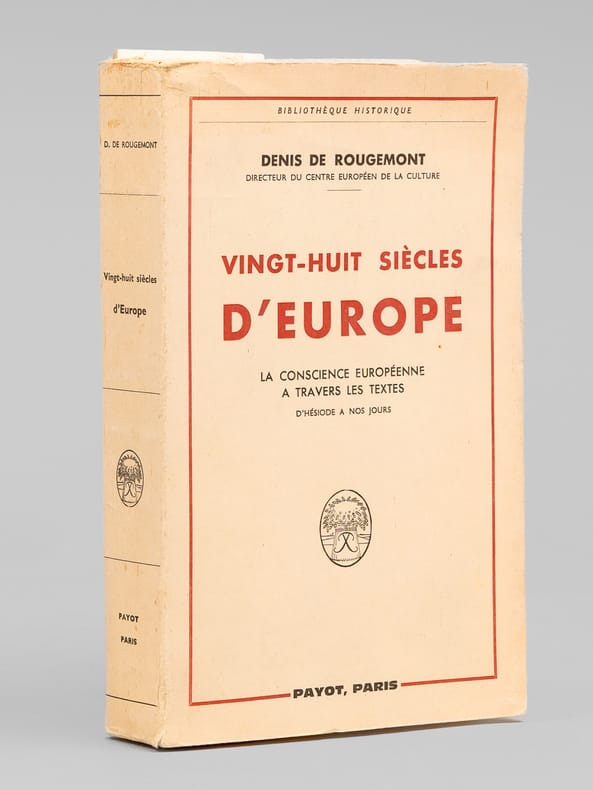 D. DE ROUGEMONT
Vingt-huit siècles
d'Europe
PAYOT
PARIS
BIBLIOTHÈQUE HISTORIQUE
DENIS DE ROUGEMONT
DIRECTEUR DU CENTRE EUROPÉEN DE LA CULTURE
VINGT-HUIT SIÈCLES
D'EUROPE
LA CONSCIENCE EUROPÉENNE
A TRAVERS LES TEXTES
D'HÉSIODE A NOS JOURS
PAYOT, PARIS